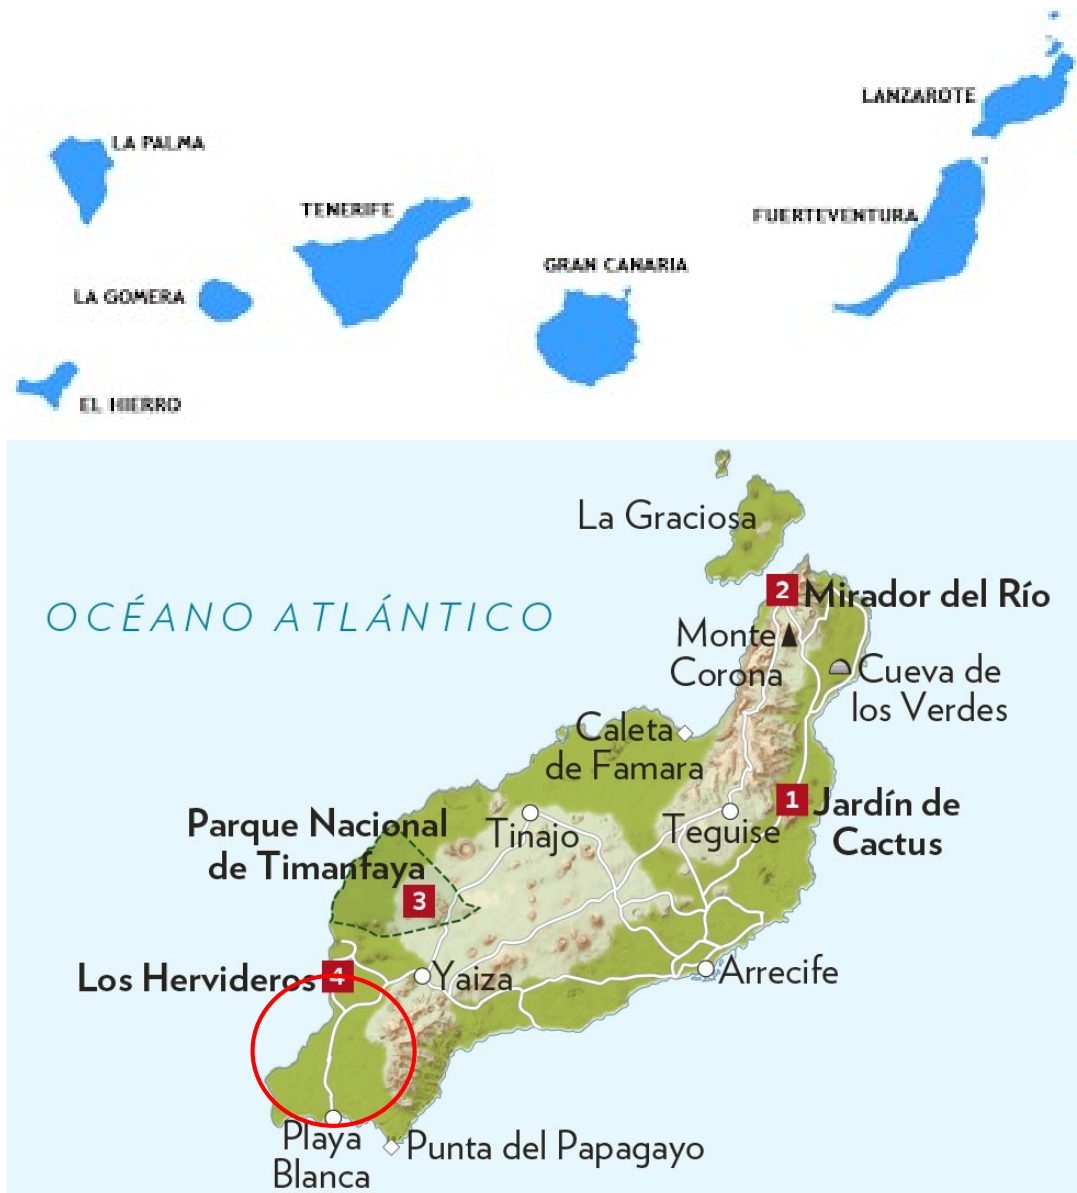 LANZAROTE
LA PALMA
TENERIFE
FUERTEVENTURA
GRAN CANARIA
LA GOMERA
EL HIERRO
La Graciosa
OCÉANO ATLÁNTICO
2 Mirador del Río
Monte
Corona
Cueva de
los Verdes
Caleta
de Famara
1 Jardín de
Cactus
Parque Nacional
de Timanfaya
3
Tinajo
Teguise
Los Hervideros 4
Yaiza
Arrecife
Playa
Blanca
Punta del Papagayo